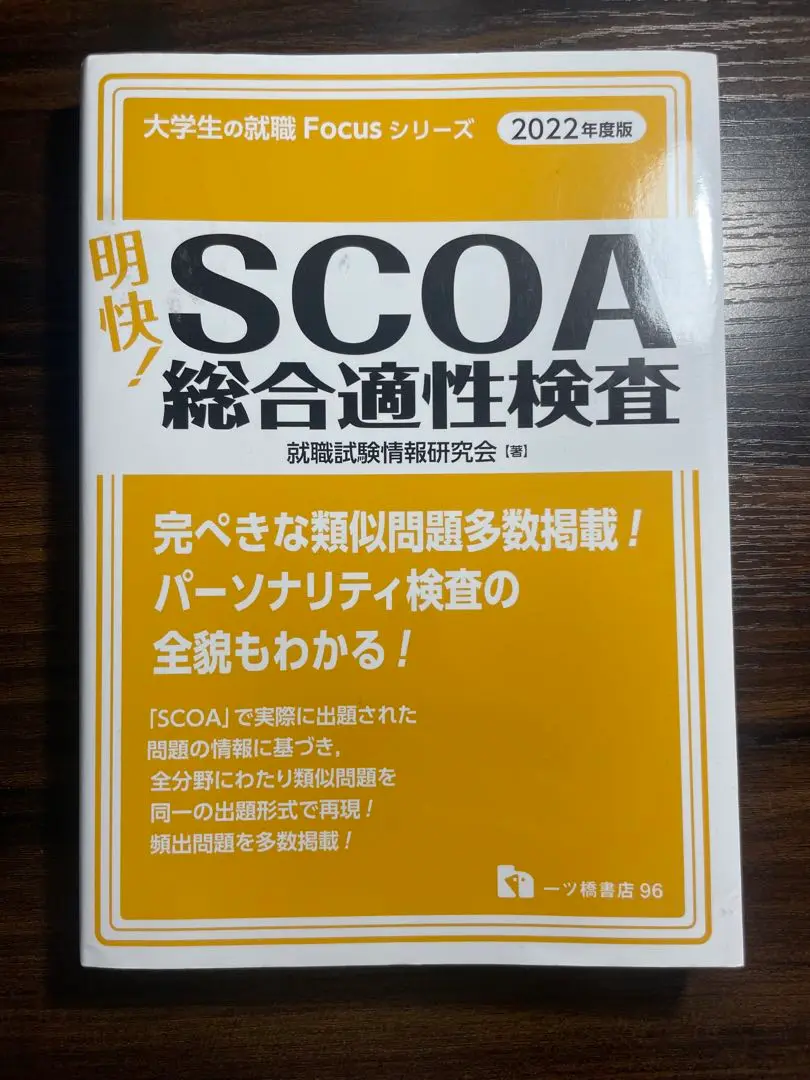 大学生の就職 Focus シリーズ 2022年度版
明快!
SCOA
総合適性検査
就職試験情報研究会【著】
完ぺきな類似問題多数掲載!
パーソナリティ検査の
全貌もわかる!
「SCOA」で実際に出題された
問題の情報に基づき,
全分野にわたり類似問題を
同一の出題形式で再現!
頻出問題を多数掲載!
一ツ橋書店 96